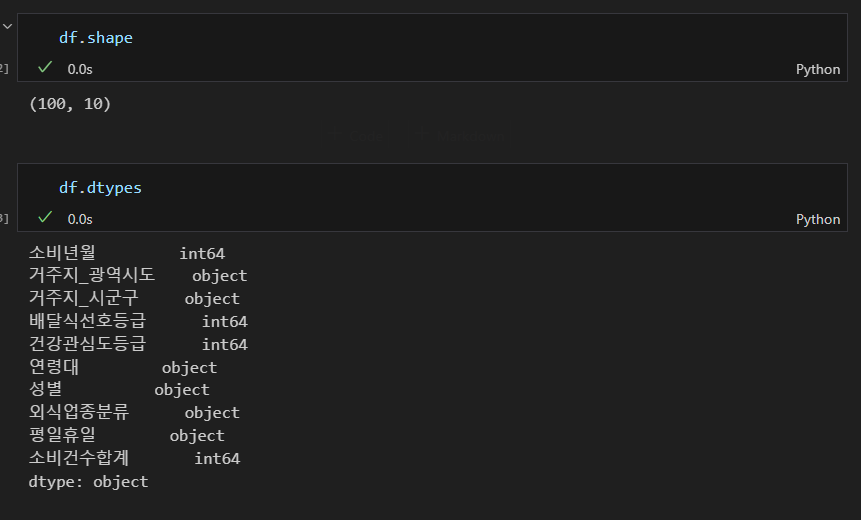 df.shape
2]
0.0s
Python
(100, 10)
df.dtypes
3]
0.0s
Python
소비년월 int64
거주지_광역시도 object
거주지_시군구 object
배달식선호등급 int64
건강관심도등급 int64
연령대 object
성별 object
외식업종분류 object
평일휴일 object
소비건수합계 int64
dtype: object